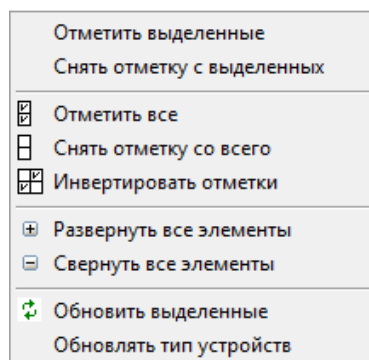 Отметить выделенные
Снять отметку с выделенных
Отметить все
Снять отметку со всего
Инвертировать отметки
Развернуть все элементы
Свернуть все элементы
Обновить выделенные
Обновлять тип устройств